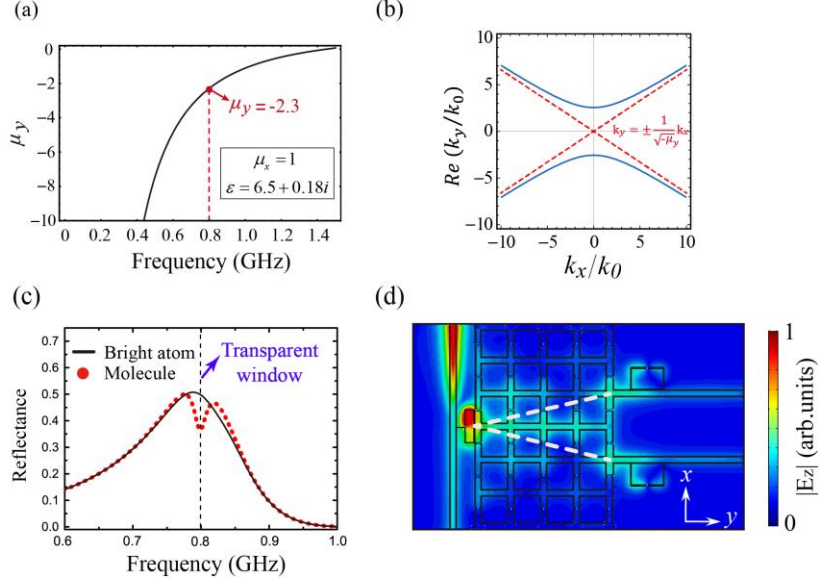 (a)
0
−2
−4
−6
−8
−10
μy
μy = -2.3
μx = 1
ε = 6.5 + 0.18i
0 0.2 0.4 0.6 0.8 1.0 1.2 1.4
Frequency (GHz)
(b)
10
5
0
−5
−10
Re (ky/k0)
ky = ± 1/√-μy kx
−10 −5 0 5 10
kx/k0
(c)
0.7
0.6
0.5
0.4
0.3
0.2
0.1
0.0
Reflectance
Bright atom
Molecule
Transparent
window
0.6 0.7 0.8 0.9 1.0
Frequency (GHz)
(d)
x
y
1
0
|Ez| (arb.units)